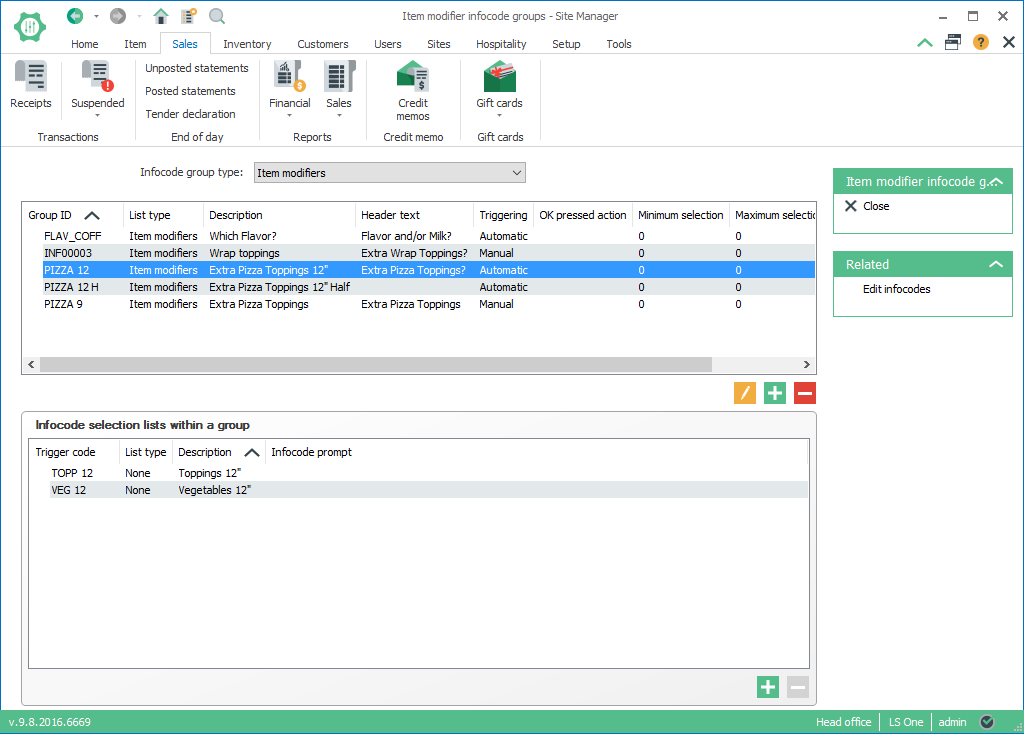 Item modifier infocode groups - Site Manager
Home Item Sales Inventory Customers Users Sites Hospitality Setup Tools
?
Receipts
Suspended
Transactions
Unposted statements
Posted statements
Tender declaration
End of day
Financial
Sales
Reports
Credit
memos
Credit memo
Gift cards
Gift cards
Infocode group type: Item modifiers
Group ID List type Description Header text Triggering OK pressed action Minimum selection Maximum selectio
FLAV_COFF Item modifiers Which Flavor? Flavor and/or Milk? Automatic 0 0
INF00003 Item modifiers Wrap toppings Extra Wrap Toppings? Manual 0 0
PIZZA 12 Item modifiers Extra Pizza Toppings 12" Extra Pizza Toppings? Automatic 0 0
PIZZA 12 H Item modifiers Extra Pizza Toppings 12" Half Automatic 0 0
PIZZA 9 Item modifiers Extra Pizza Toppings Extra Pizza Toppings Manual 0 0
Item modifier infocode g...
Close
Related
Edit infocodes
Infocode selection lists within a group
Trigger code List type Description Infocode prompt
TOPP 12 None Toppings 12"
VEG 12 None Vegetables 12"
v.9.8.2016.6669 Head office LS One admin